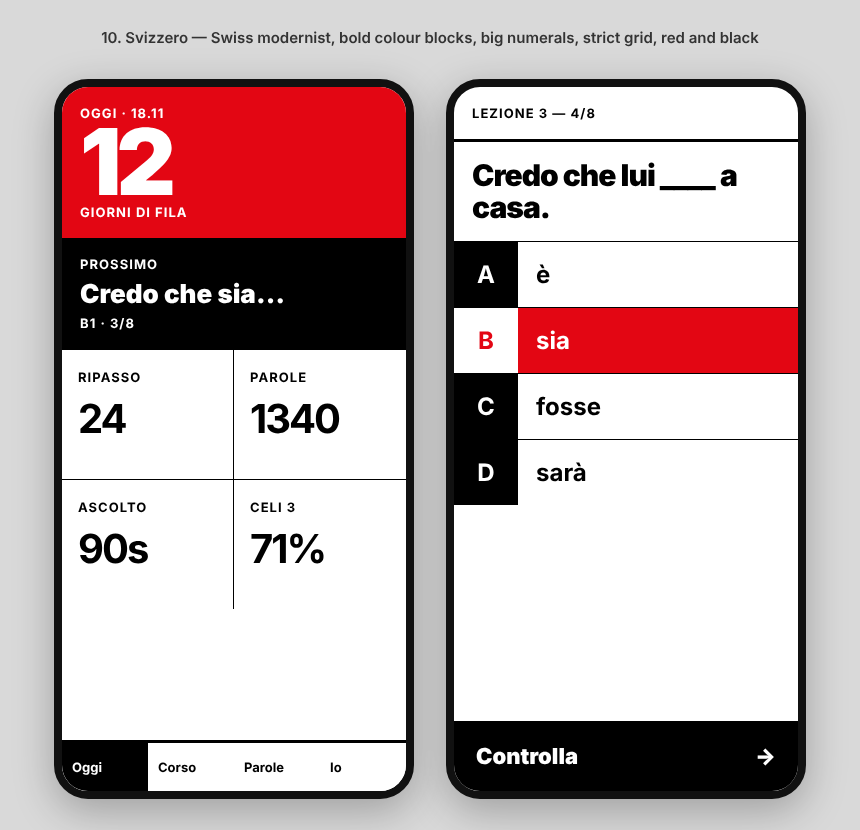 10. Svizzero — Swiss modernist, bold colour blocks, big numerals, strict grid, red and black
OGGI · 18.11
12
GIORNI DI FILA
PROSSIMO
Credo che sia…
B1 · 3/8
RIPASSO
24
PAROLE
1340
ASCOLTO
90s
CELI 3
71%
Oggi
Corso
Parole
Io
LEZIONE 3 — 4/8
Credo che lui ____ a
casa.
A è
B sia
C fosse
D sarà
Controlla →